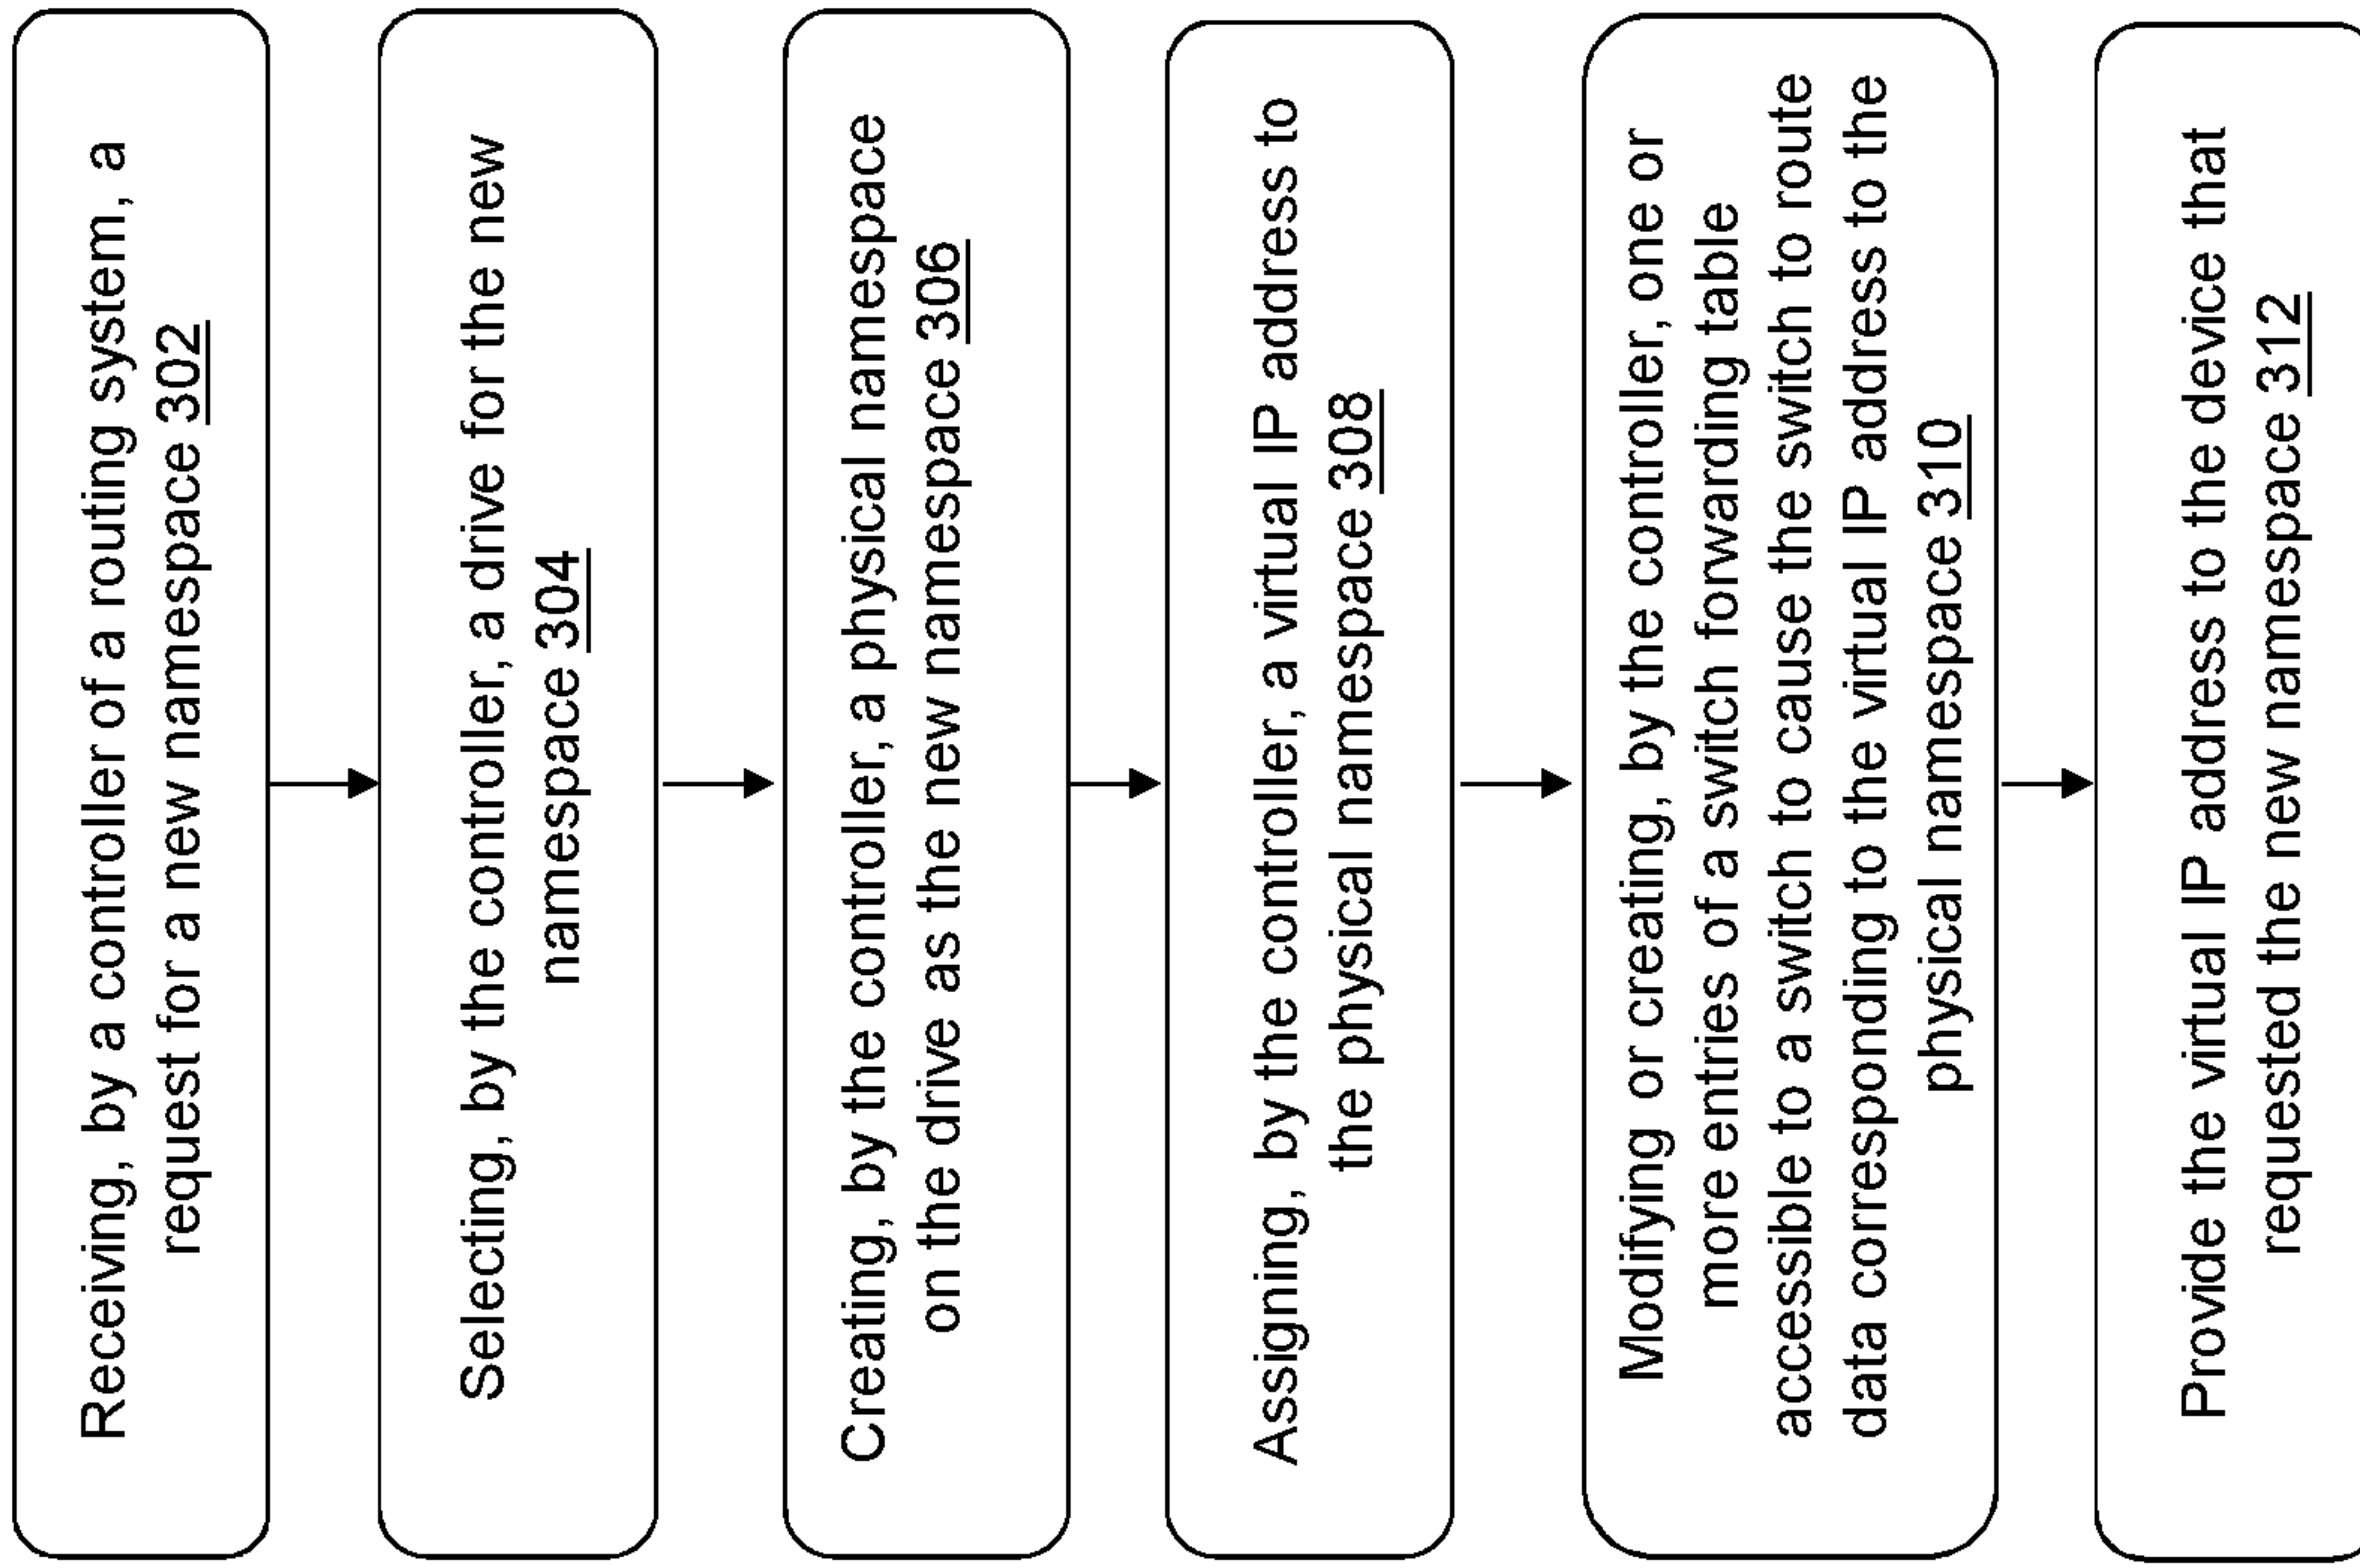 Receiving, by a controller of a routing system, a
request for a new namespace 302
Selecting, by the controller, a drive for the new
namespace 304
Creating, by the controller, a physical namespace
on the drive as the new namespace 306
Assigning, by the controller, a virtual IP address to
the physical namespace 308
Modifying or creating, by the controller, one or
more entries of a switch forwarding table
accessible to a switch to cause the switch to route
data corresponding to the virtual IP address to the
physical namespace 310
Provide the virtual IP address to the device that
requested the new namespace 312